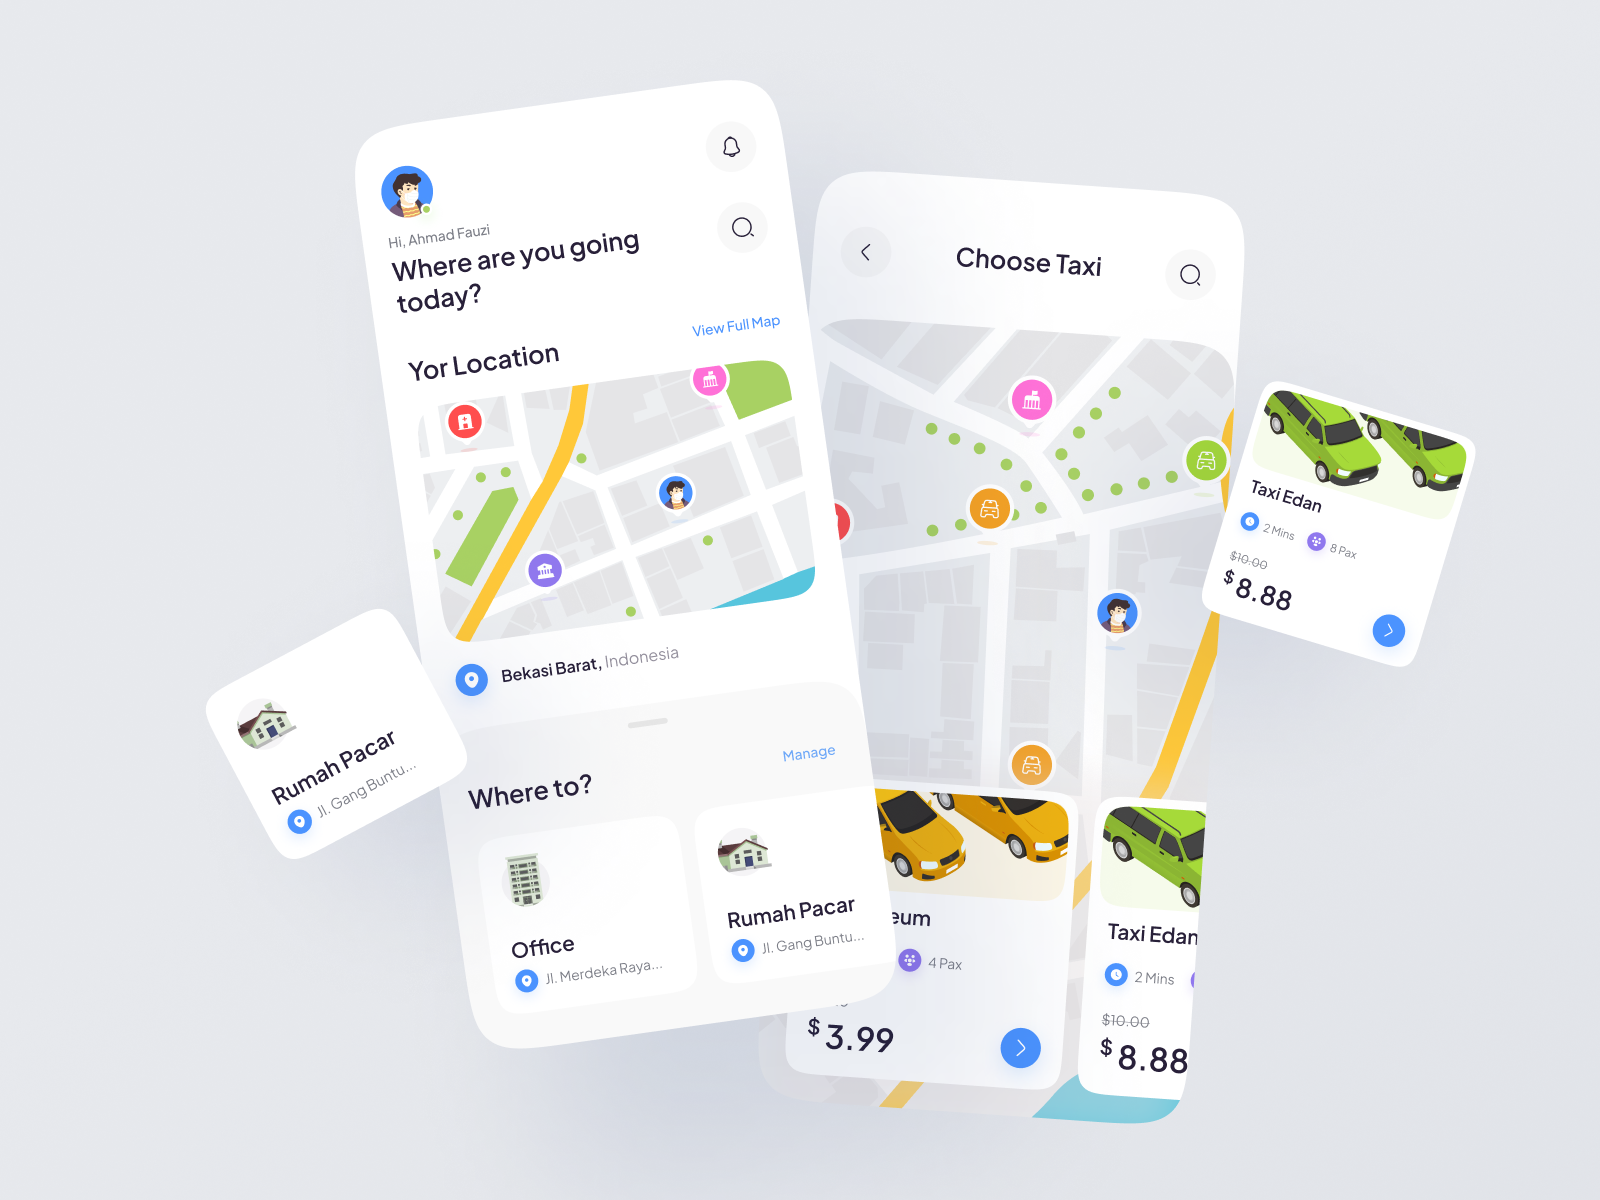 Hi, Ahmad Fauzi
Where are you going
today?
View Full Map
Yor Location
Bekasi Barat, Indonesia
Manage
Where to?
Office
Jl. Merdeka Raya...
Rumah Pacar
Jl. Gang Buntu...
Rumah Pacar
Jl. Gang Buntu...
Choose Taxi
4 Pax
$ 3.99
Taxi Edan
2 Mins
$10.00
$ 8.88
Taxi Edan
2 Mins 8 Pax
$10.00
$ 8.88